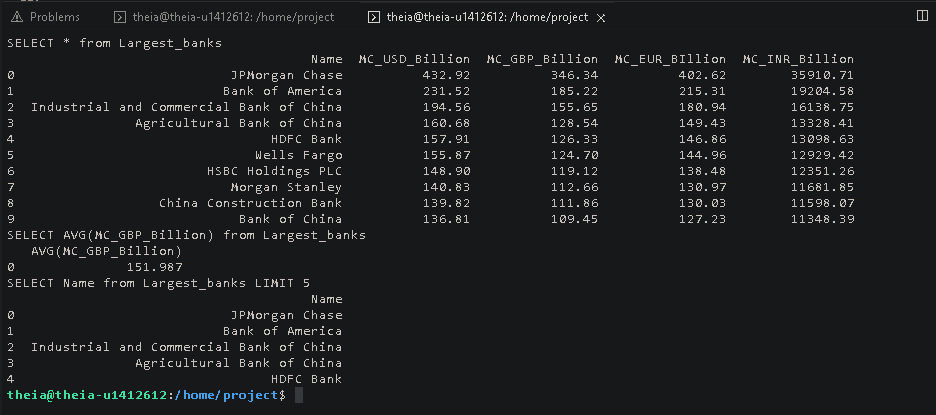 Problems theia@theia-u1412612: /home/project theia@theia-u1412612: /home/project ×
SELECT * from Largest_banks
Name MC_USD_Billion MC_GBP_Billion MC_EUR_BIllion MC_INR_BIllion
0 JPMorgan Chase 432.92 346.34 402.62 35910.71
1 Bank of America 231.52 185.22 215.31 19204.58
2 Industrial and Commercial Bank of China 194.56 155.65 180.94 16138.75
3 Agricultural Bank of China 160.68 128.54 149.43 13328.41
4 HDFC Bank 157.91 126.33 146.86 13098.63
5 Wells Fargo 155.87 124.70 144.96 12929.42
6 HSBC Holdings PLC 148.90 119.12 138.48 12351.26
7 Morgan Stanley 140.83 112.66 130.97 11681.85
8 China Construction Bank 139.82 111.86 130.03 11598.07
9 Bank of China 136.81 109.45 127.23 11348.39
SELECT AVG(MC_GBP_Billion) from Largest_banks
AVG(MC_GBP_Billion)
0 151.987
SELECT Name from Largest_banks LIMIT 5
Name
0 JPMorgan Chase
1 Bank of America
2 Industrial and Commercial Bank of China
3 Agricultural Bank of China
4 HDFC Bank
theia@theia-u1412612:/home/project$